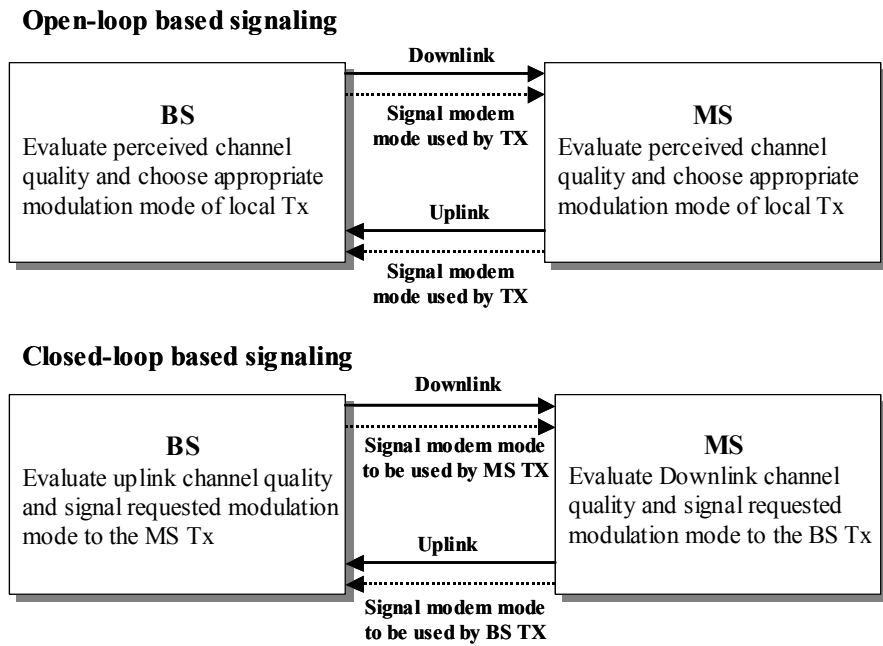 Open-loop based signaling
Downlink
BS
Evaluate perceived channel
quality and choose appropriate
modulation mode of local Tx
Signal modem
mode used by TX
MS
Evaluate perceived channel
quality and choose appropriate
modulation mode of local Tx
Uplink
Signal modem
mode used by TX
Closed-loop based signaling
Downlink
BS
Evaluate uplink channel quality
and signal requested modulation
mode to the MS Tx
Signal modem mode
to be used by MS TX
MS
Evaluate Downlink channel
quality and signal requested
modulation mode to the BS Tx
Uplink
Signal modem mode
to be used by BS TX